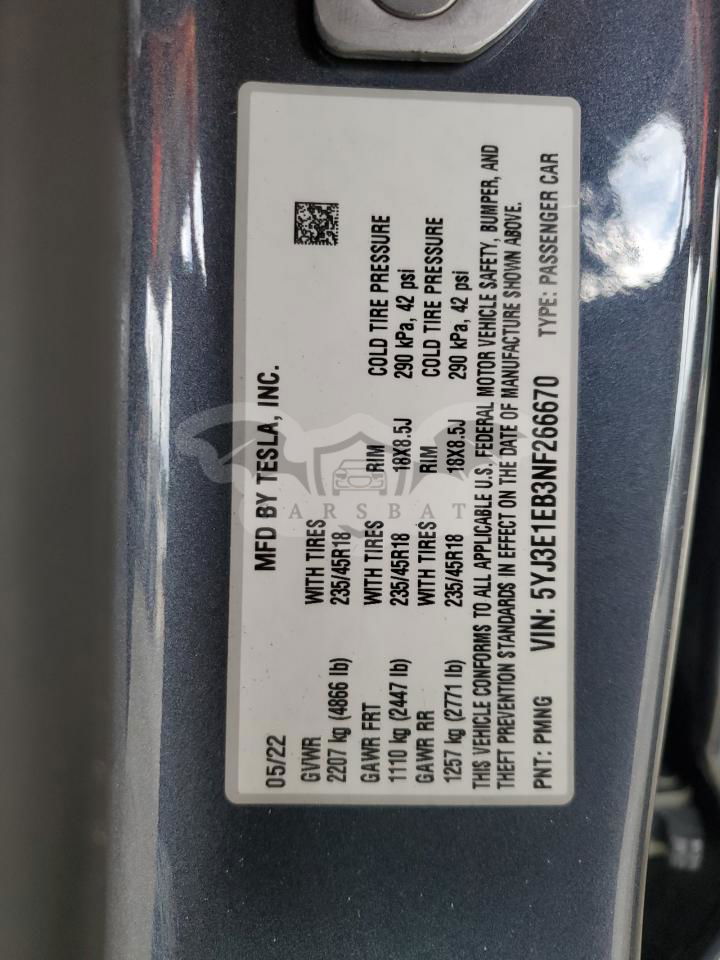 MFD BY TESLA, INC.
05/22
GVWR WITH TIRES
2207 kg (4866 lb) 235/45R18
GAWR FRT WITH TIRES RIM COLD TIRE PRESSURE
1110 kg (2447 lb) 235/45R18 18X8.5J 290 kPa, 42 psi
GAWR RR WITH TIRES RIM COLD TIRE PRESSURE
1257 kg (2771 lb) 235/45R18 18X8.5J 290 kPa, 42 psi
THIS VEHICLE CONFORMS TO ALL APPLICABLE U.S. FEDERAL MOTOR VEHICLE SAFETY, BUMPER, AND
THEFT PREVENTION STANDARDS IN EFFECT ON THE DATE OF MANUFACTURE SHOWN ABOVE.
PNT: PMNG VIN: 5YJ3E1EB3NF266670 TYPE: PASSENGER CAR
ARSBAT